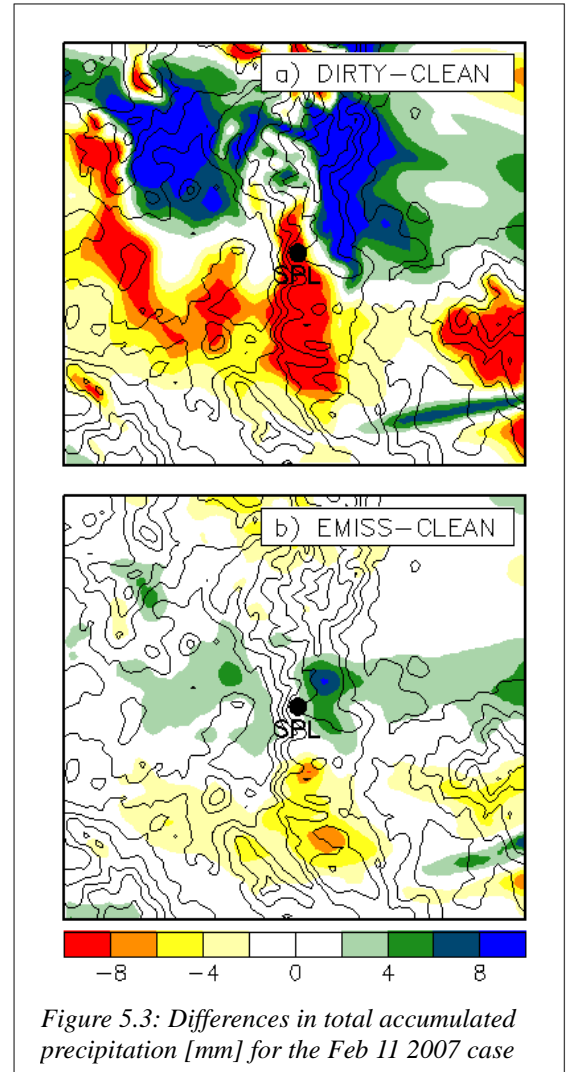 a) DIRTY-CLEAN
SPL
b) EMISS-CLEAN
SPL
-8 -4 0 4 8
Figure 5.3: Differences in total accumulated
precipitation [mm] for the Feb 11 2007 case